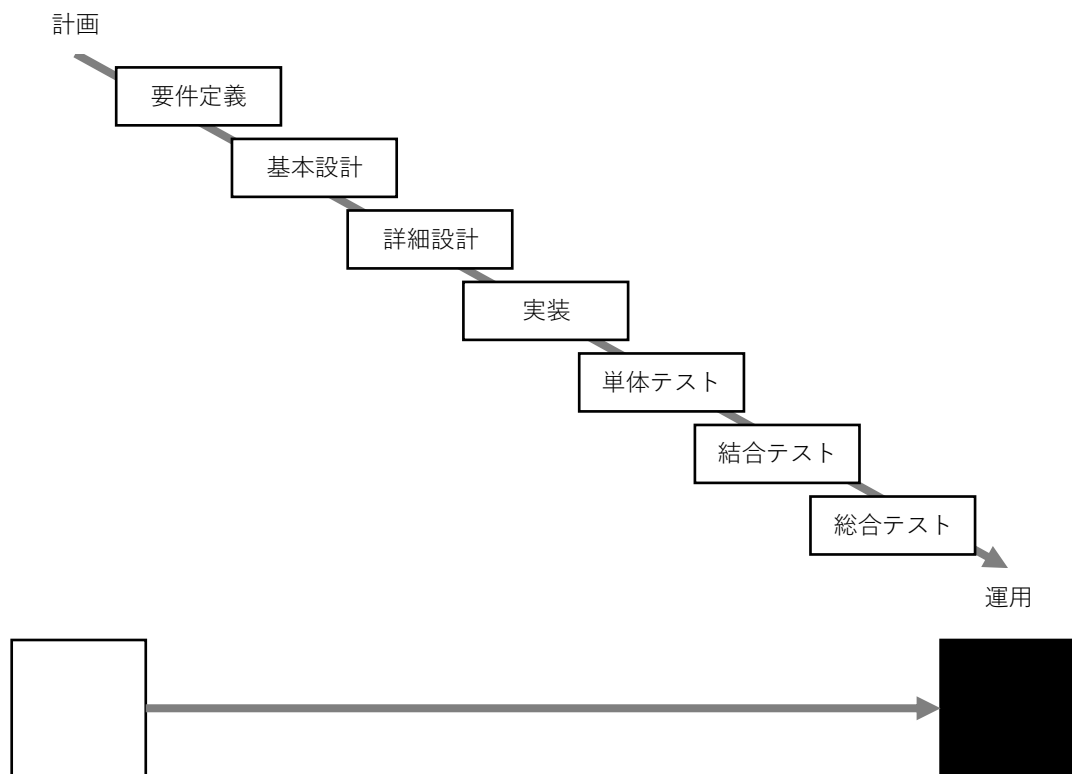 計画
要件定義
基本設計
詳細設計
実装
単体テスト
結合テスト
総合テスト
運用